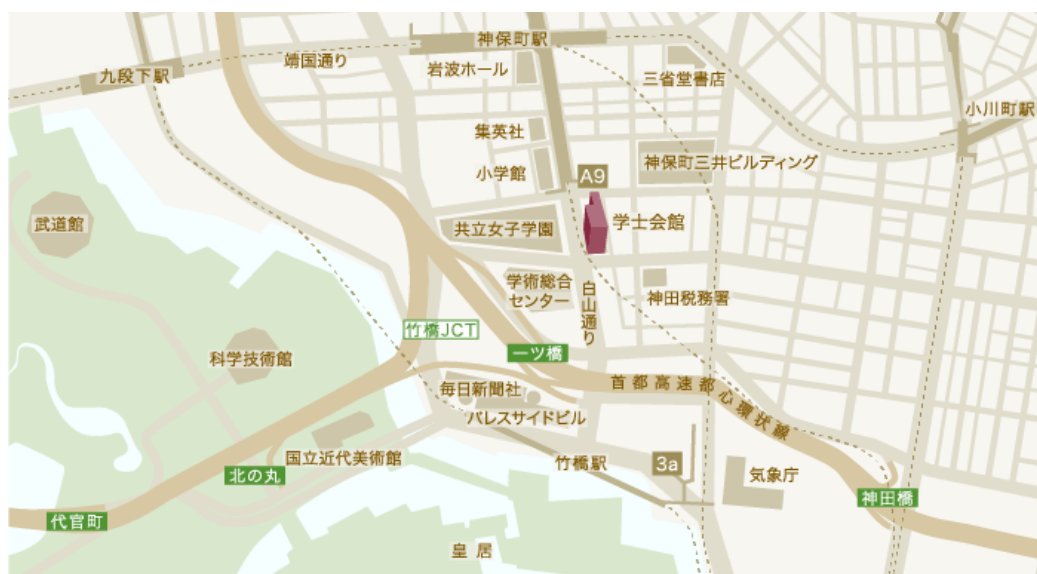 神保町駅
靖国通り
岩波ホール
九段下駅
三省堂書店
小川町駅
集英社
神保町三井ビルディング
小学館
A9
武道館
共立女子学園
学士会館
学術総合
センター
神田税務署
白山通り
竹橋JCT
一ツ橋
科学技術館
毎日新聞社
首都高速都心環状線
パレスサイドビル
国立近代美術館
竹橋駅
3a
気象庁
北の丸
神田橋
代官町
皇居